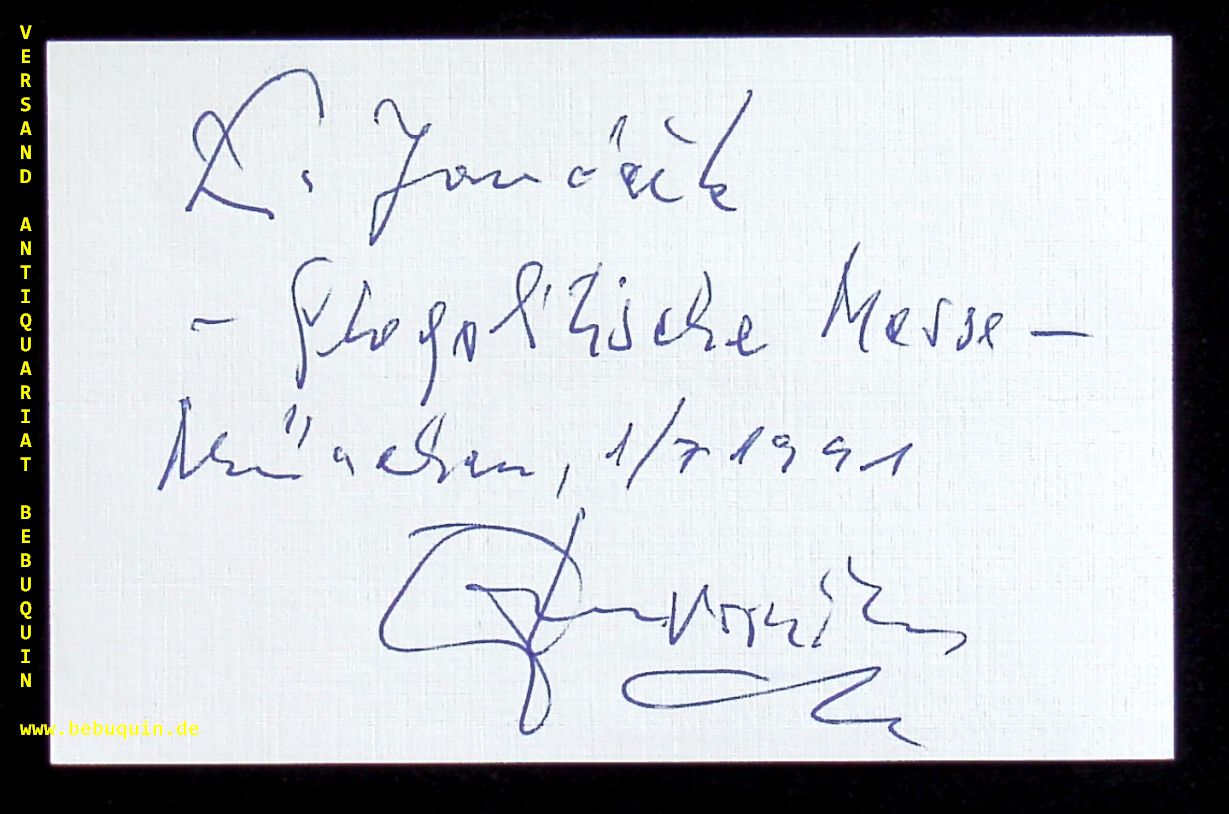 VERSAND ANTIQUARIAT BEBUQUIN
L. Janáček
- Glagolitische Messe -
München, 1/7 1991
www.bebuquin.de